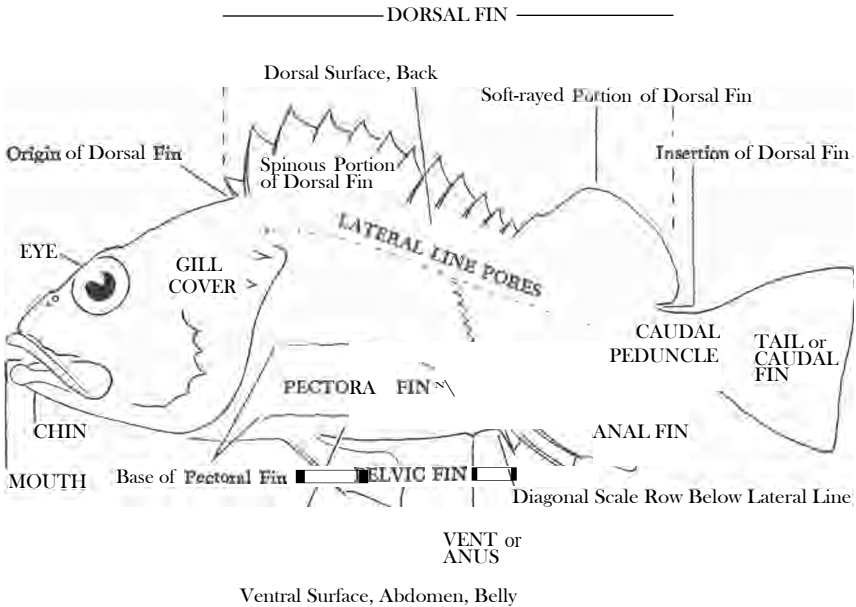 DORSAL FIN
Dorsal Surface, Back
Soft-rayed Portion of Dorsal Fin
Origin of Dorsal Fin
Spinous Portion
of Dorsal Fin
Insertion of Dorsal Fin
LATERAL LINE PORES
EYE
GILL
COVER
CAUDAL
PEDUNCLE
TAIL or
CAUDAL
FIN
PECTORA FIN
CHIN
ANAL FIN
MOUTH
Base of Pectoral Fin
ELVIC FIN
Diagonal Scale Row Below Lateral Line
VENT or
ANUS
Ventral Surface, Abdomen, Belly